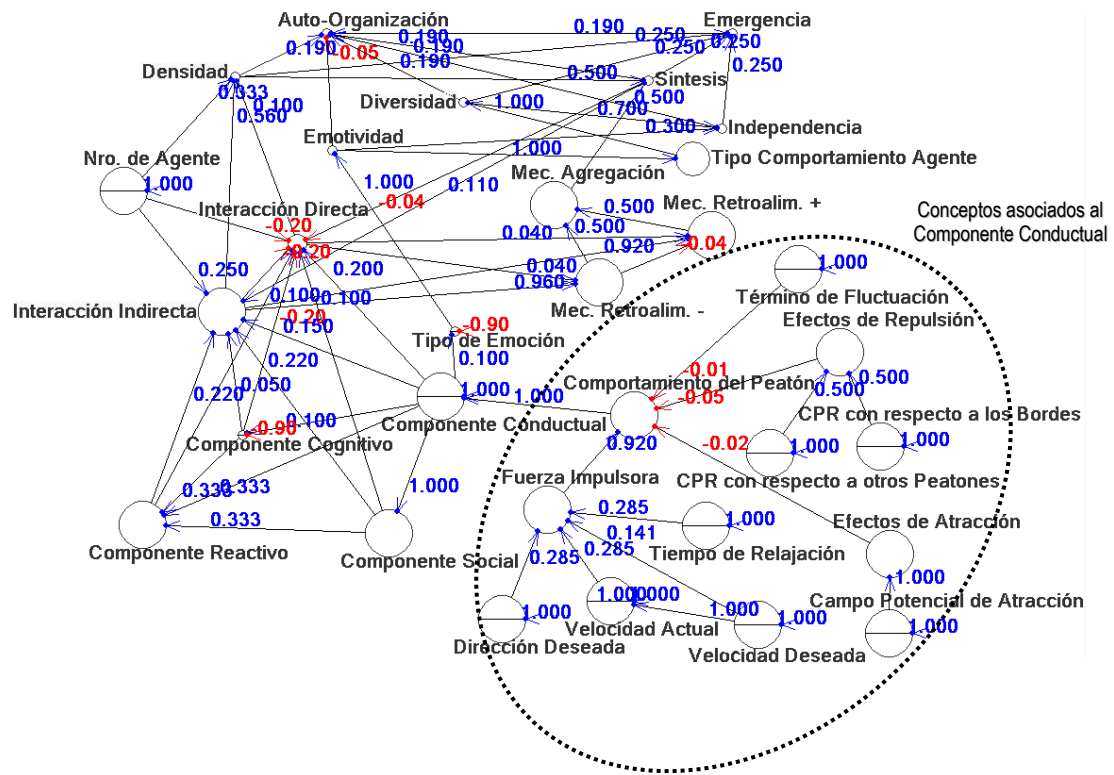 Auto-Organización
0.190
Emergencia
0.190
0.190
0.250
0.250
0.190
-0.05
0.190
0.250
0.250
Densidad
0.333
0.100
0.560
0.500
Síntesis
0.500
Diversidad
1.000
0.700
Emotividad
0.300
Independencia
1.000
Nro. de Agente
1.000
Mec. Agregación
Tipo Comportamiento Agente
1.000
0.110
-0.04
0.500
Mec. Retroalim. +
Interacción Directa
-0.20
0.040
0.500
0.920
-0.04
Conceptos asociados al
Componente Conductual
-0.20
0.250
0.200
0.040
0.960
1.000
Interacción Indirecta
0.100
0.100
Mec. Retroalim. -
Término de Fluctuación
-0.20
0.150
Efectos de Repulsión
-0.90
Tipo de Emoción
0.220
0.100
-0.01
0.220
0.050
1.000
1.000
Comportamiento del Peatón
-0.05
0.500
0.500
0.100
Componente Conductual
CPR con respecto a los Bordes
-0.90
Componente Cognitivo
0.920
-0.02
1.000
1.000
0.333
0.333
1.000
Fuerza Impulsora
CPR con respecto a otros Peatones
0.333
0.285
0.141
1.000
Efectos de Atracción
Componente Reactivo
Componente Social
0.285
0.285
Tiempo de Relajación
1.000
1.000
1.000
1.000
1.000
1.000
Campo Potencial de Atracción
1.000
Dirección Deseada
Velocidad Actual
Velocidad Deseada